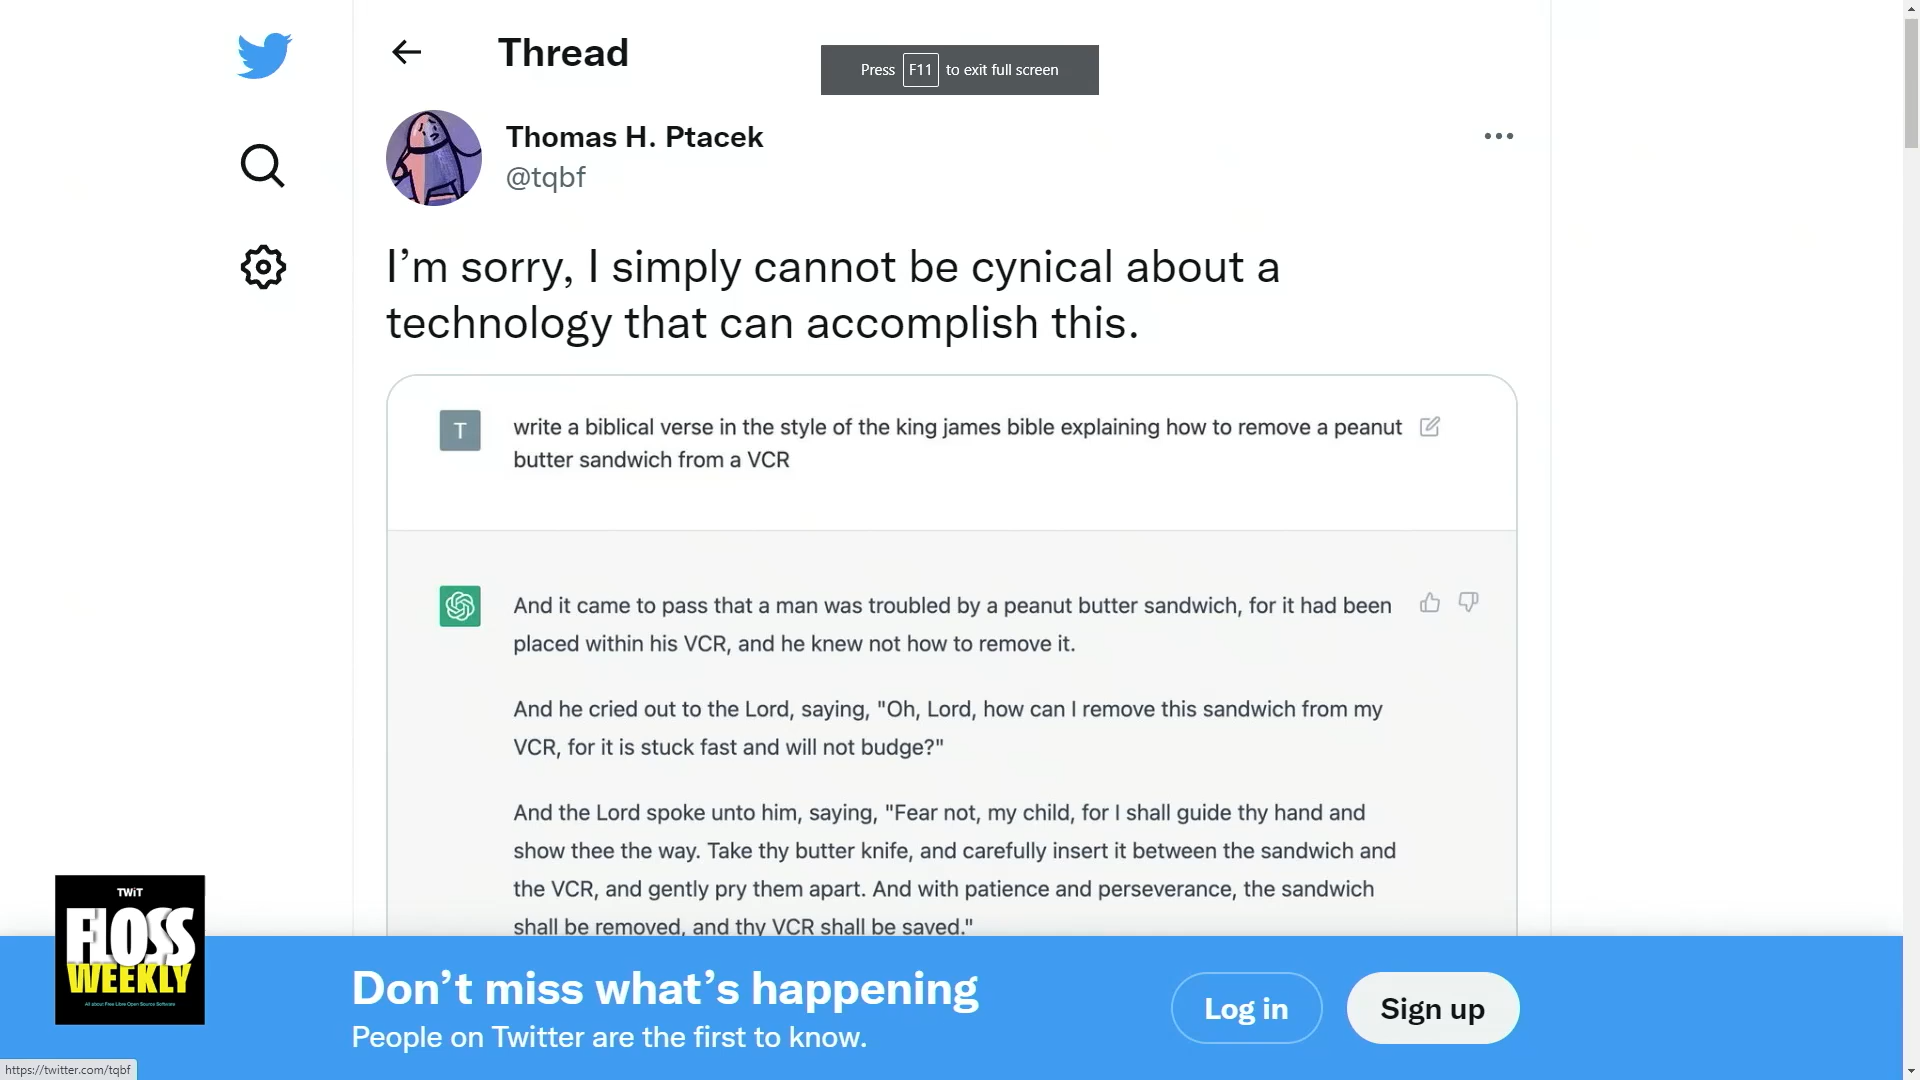 Thread
Press F11 to exit full screen
Thomas H. Ptacek
@tqbf
I'm sorry, I simply cannot be cynical about a
technology that can accomplish this.
T
write a biblical verse in the style of the king james bible explaining how to remove a peanut
butter sandwich from a VCR
And it came to pass that a man was troubled by a peanut butter sandwich, for it had been
placed within his VCR, and he knew not how to remove it.
And he cried out to the Lord, saying, "Oh, Lord, how can I remove this sandwich from my
VCR, for it is stuck fast and will not budge?"
And the Lord spoke unto him, saying, "Fear not, my child, for I shall guide thy hand and
show thee the way. Take thy butter knife, and carefully insert it between the sandwich and
the VCR, and gently pry them apart. And with patience and perseverance, the sandwich
shall be removed, and thy VCR shall be saved."
TWiT
FLOSS
WEEKLY
All about Free Libre Open Source Software
Don't miss what's happening
People on Twitter are the first to know.
Log in
Sign up
https://twitter.com/tqbf